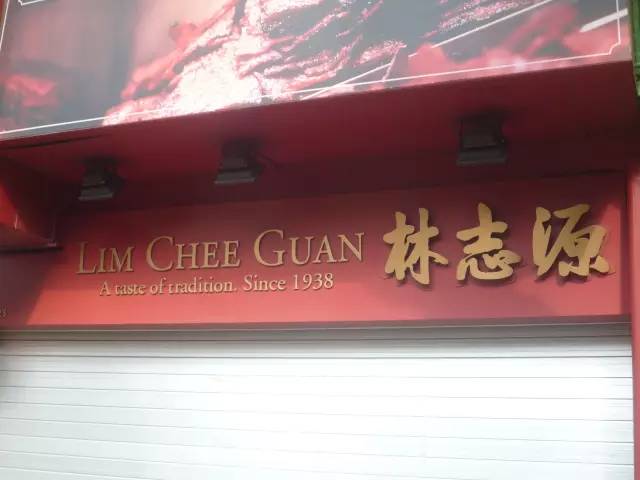 LIM CHEE GUAN 林志源
A taste of tradition. Since 1938